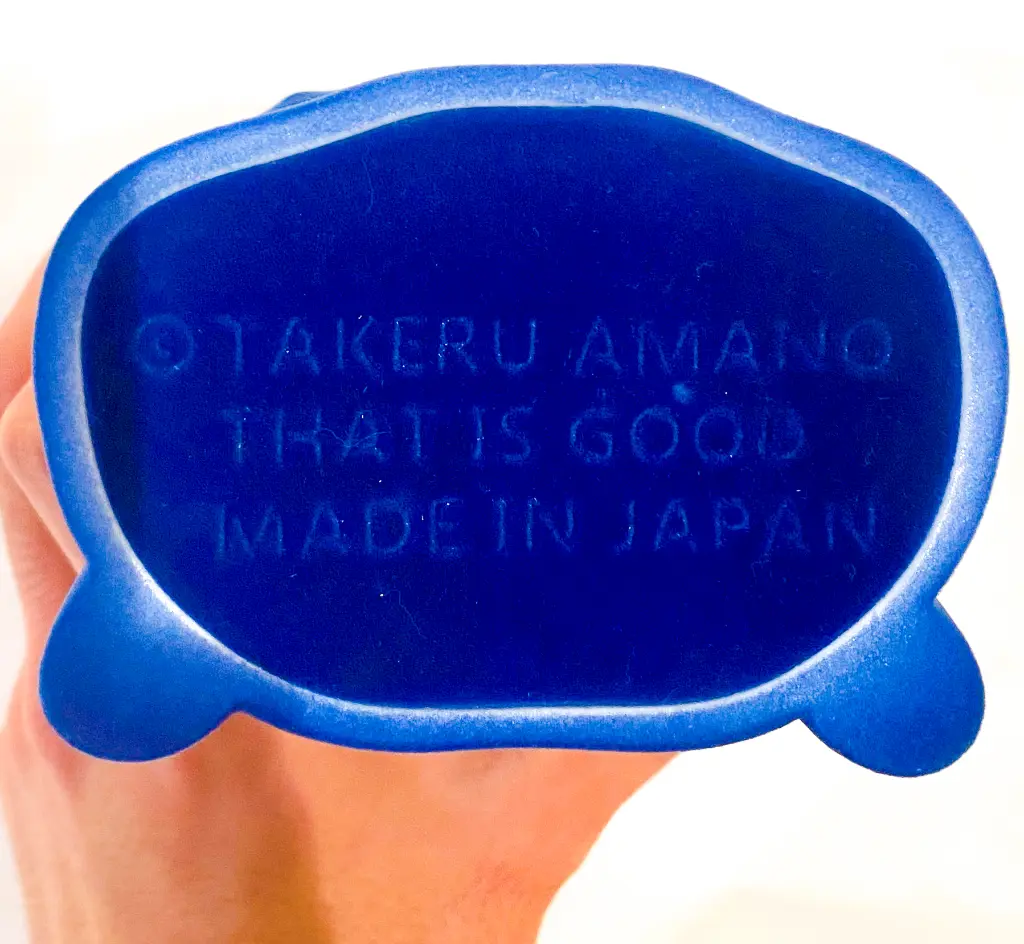 ©TAKERU AMANO
THAT IS GOOD
MADE IN JAPAN